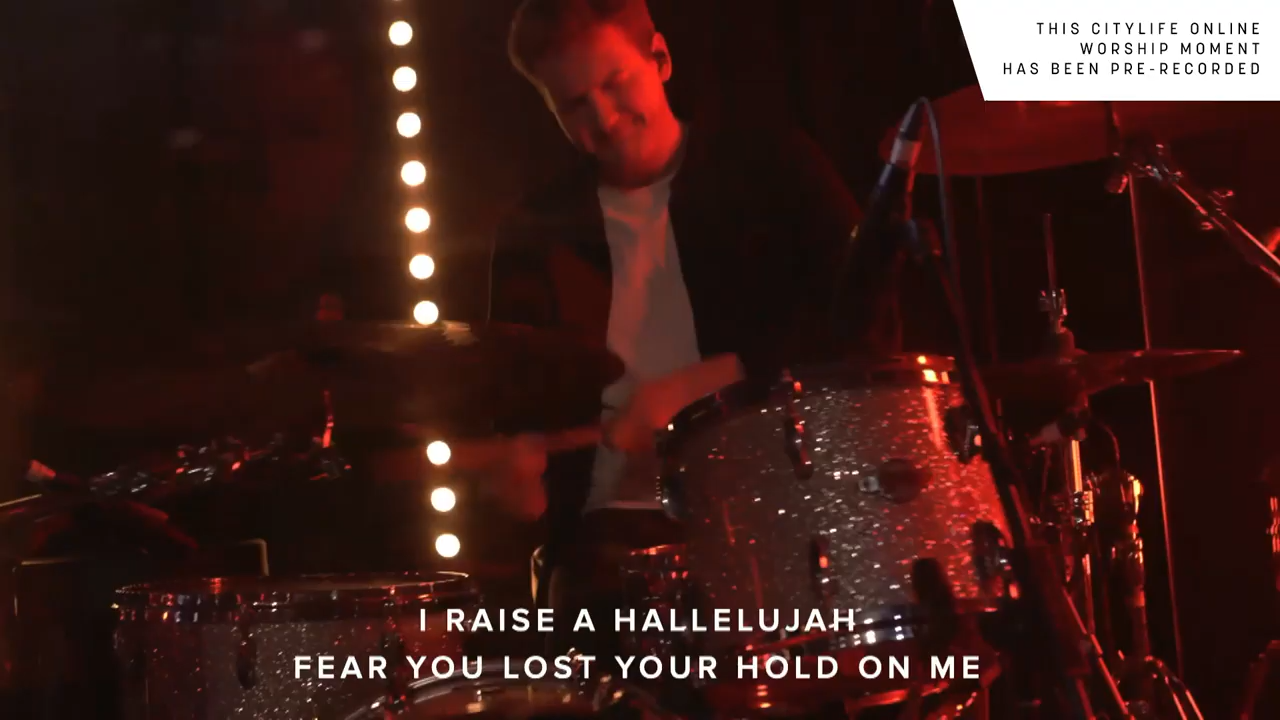 THIS CITYLIFE ONLINE
WORSHIP MOMENT
HAS BEEN PRE-RECORDED
I RAISE A HALLELUJAH
FEAR YOU LOST YOUR HOLD ON ME